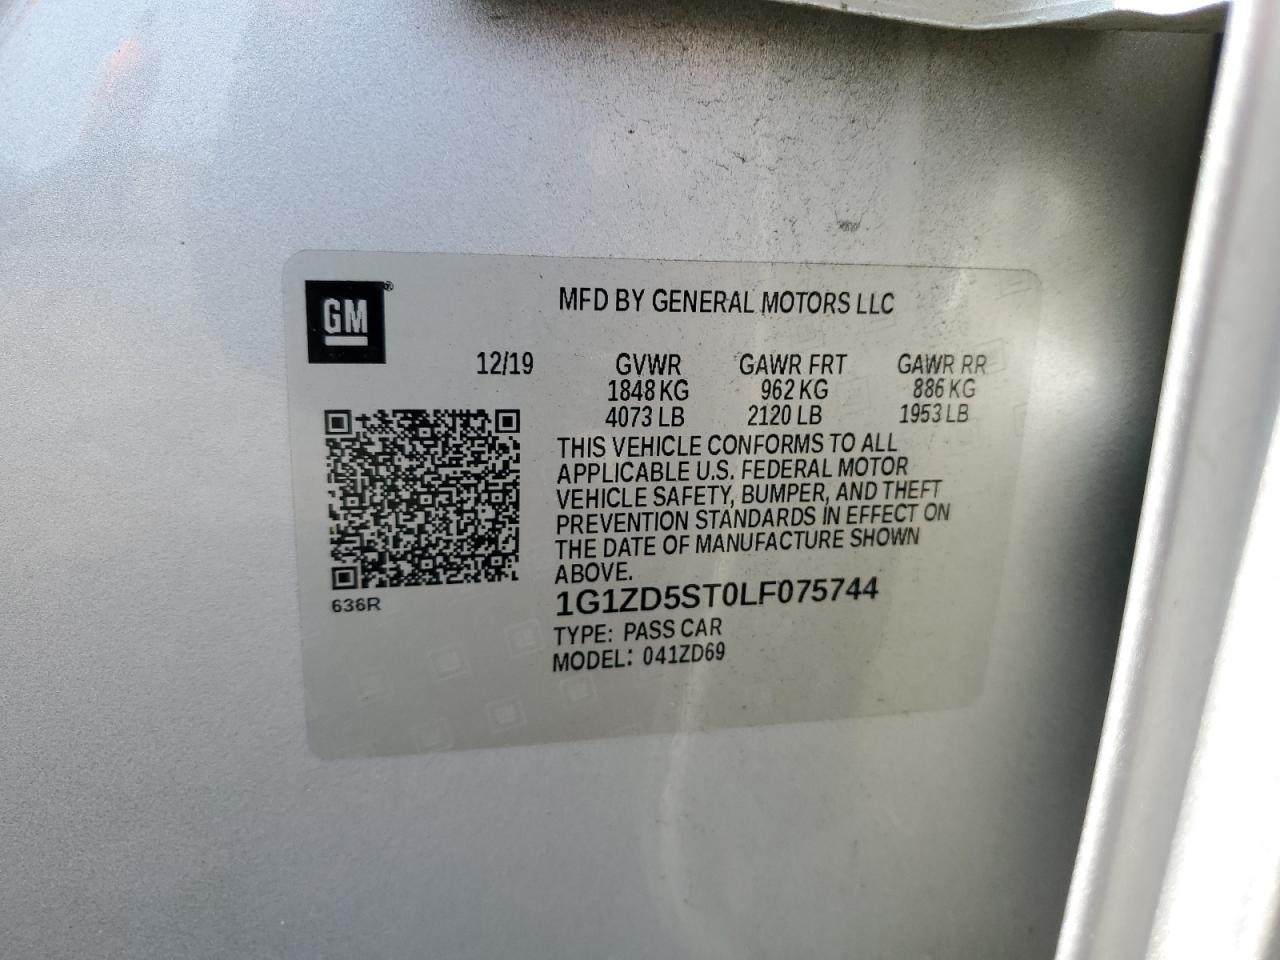 GM®
MFD BY GENERAL MOTORS LLC
12/19 GVWR GAWR FRT GAWR RR
1848 KG 962 KG 886 KG
4073 LB 2120 LB 1953 LB
THIS VEHICLE CONFORMS TO ALL
APPLICABLE U.S. FEDERAL MOTOR
VEHICLE SAFETY, BUMPER, AND THEFT
PREVENTION STANDARDS IN EFFECT ON
THE DATE OF MANUFACTURE SHOWN
ABOVE.
636R
1G1ZD5ST0LF075744
TYPE: PASS CAR
MODEL: 041ZD69